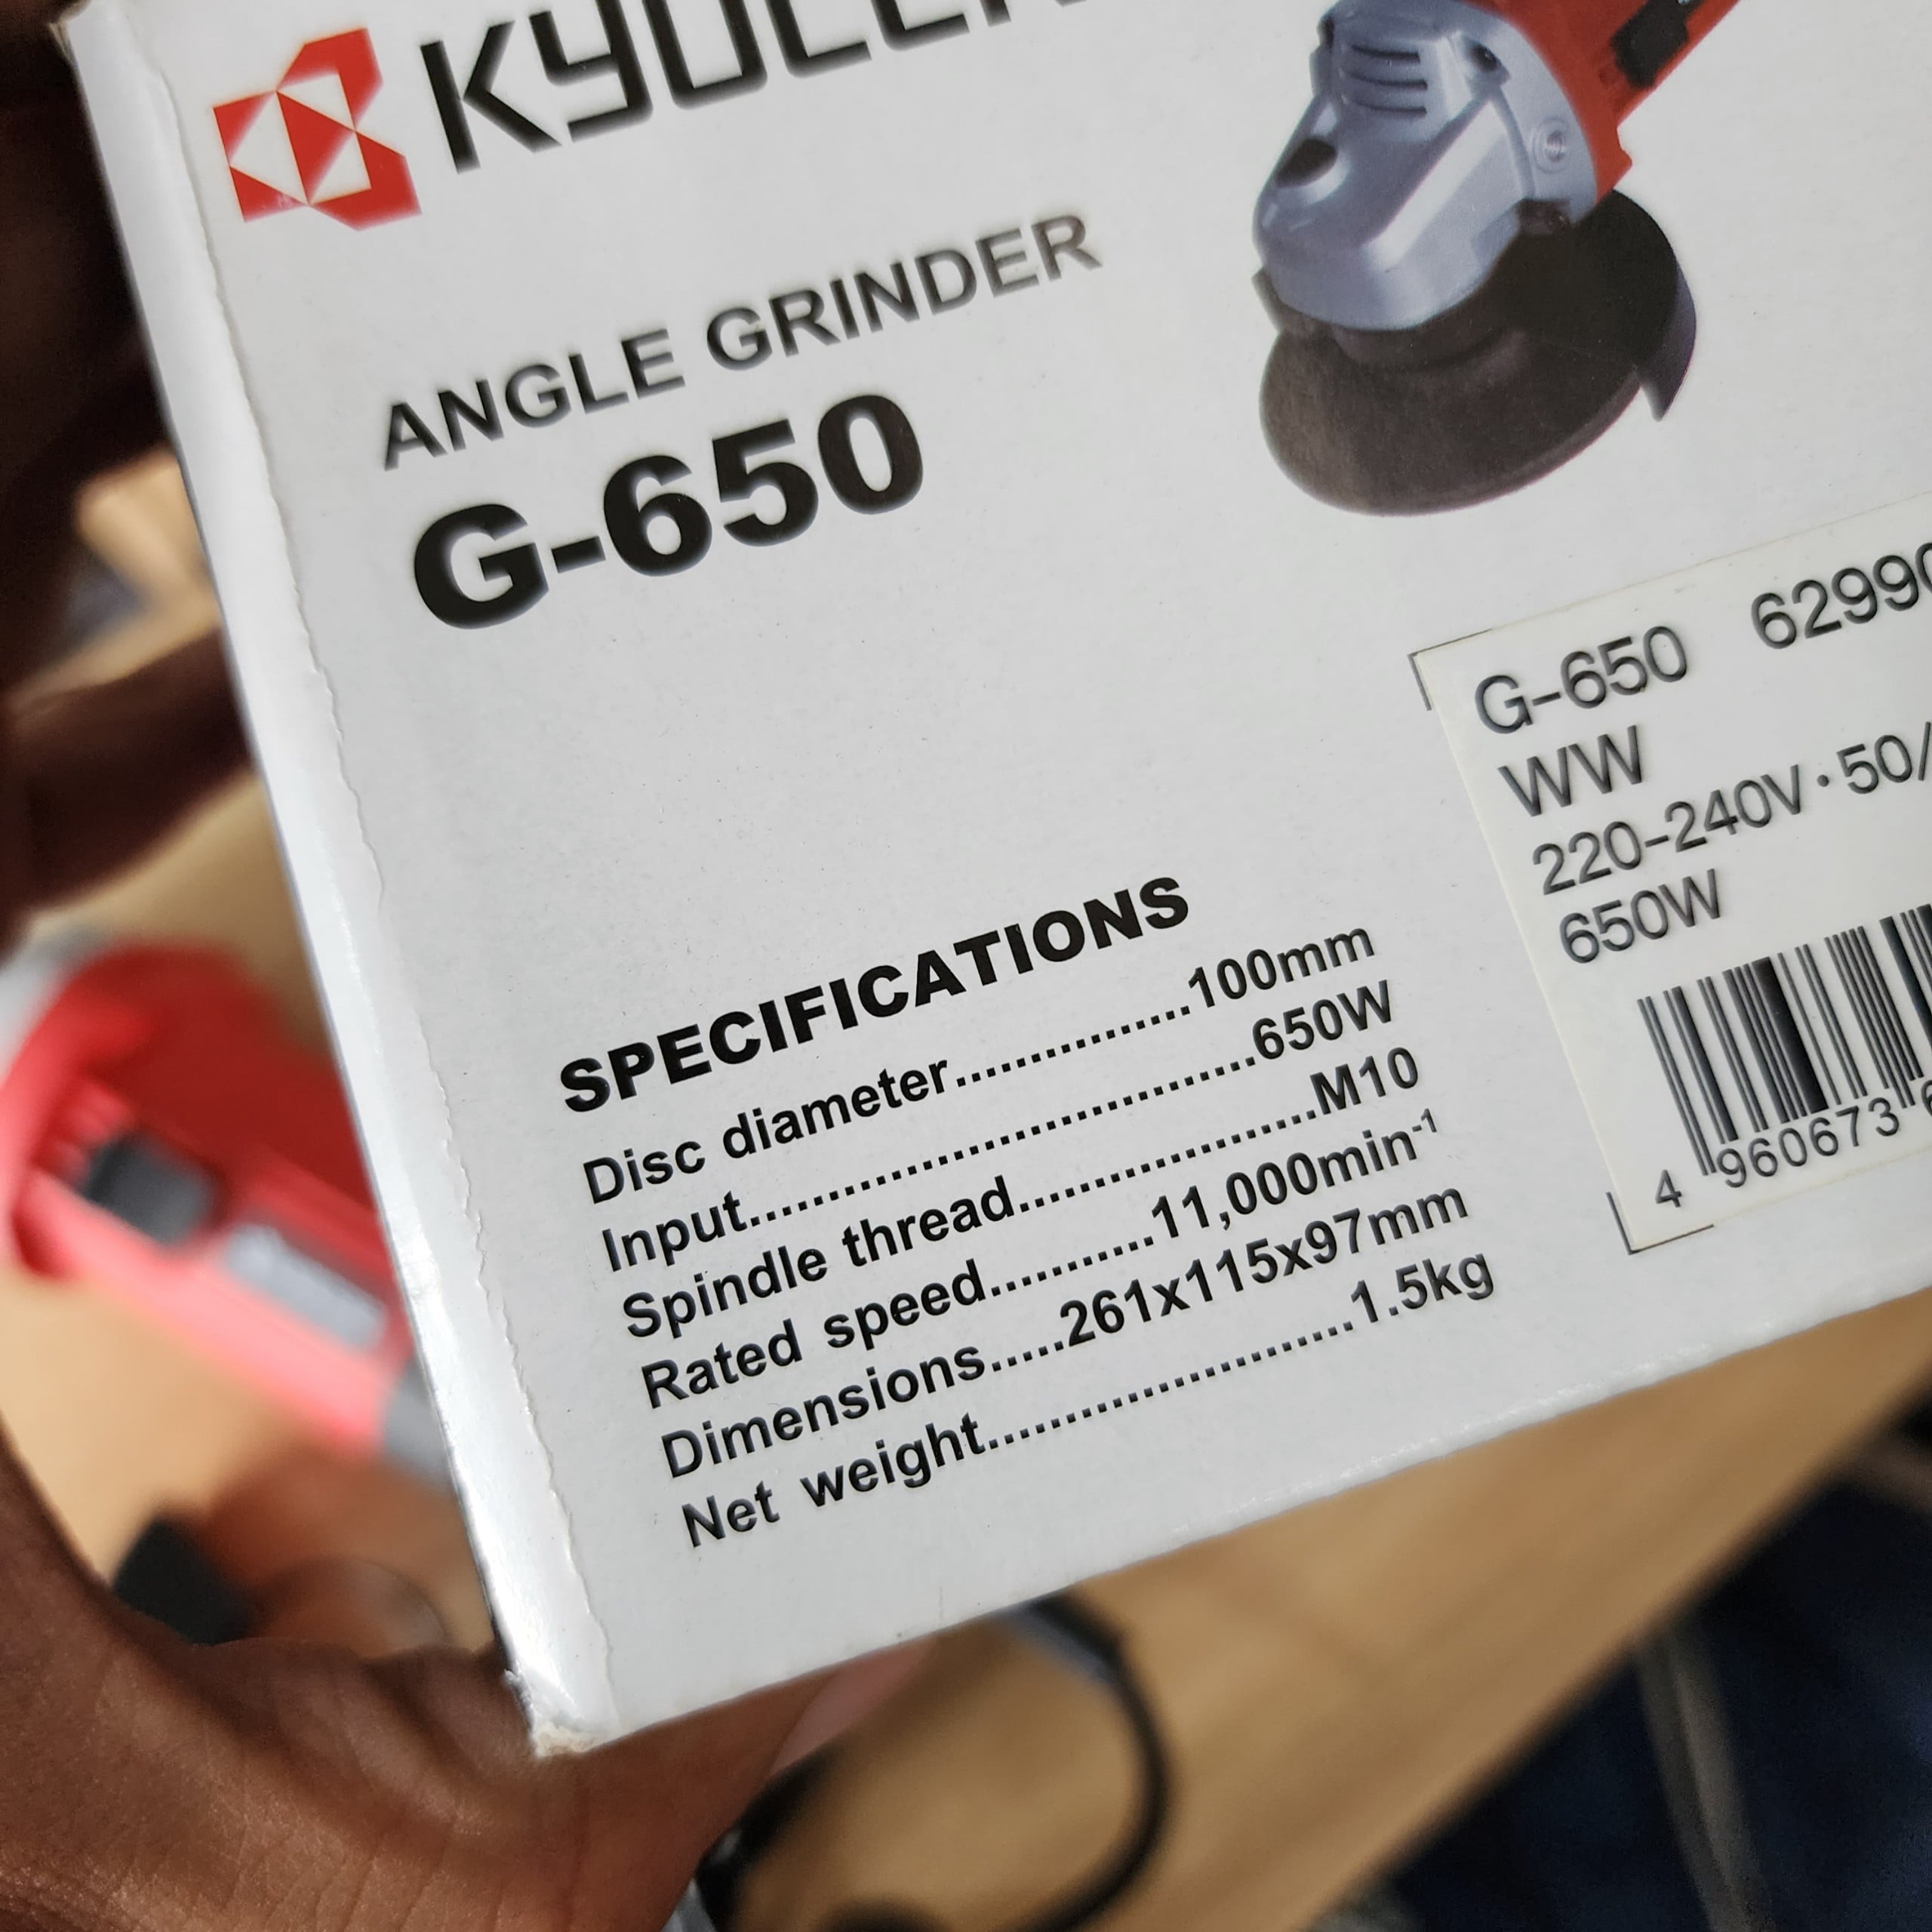 ANGLE GRINDER
G-650
SPECIFICATIONS
Disc diameter...............100mm
Input................................650W
Spindle thread...................M10
Rated speed...........11,000min⁻¹
Dimensions.....261x115x97mm
Net weight.......................1.5kg
G-650
WW
220-240V·50/
650W
4 960673